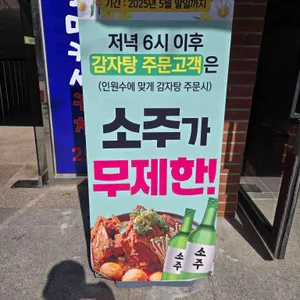 기간 : 2025년 5월 말일까지
저녁 6시 이후
감자탕 주문고객은
(인원수에 맞게 감자탕 주문시)
소주가
무제한!
소주
소주